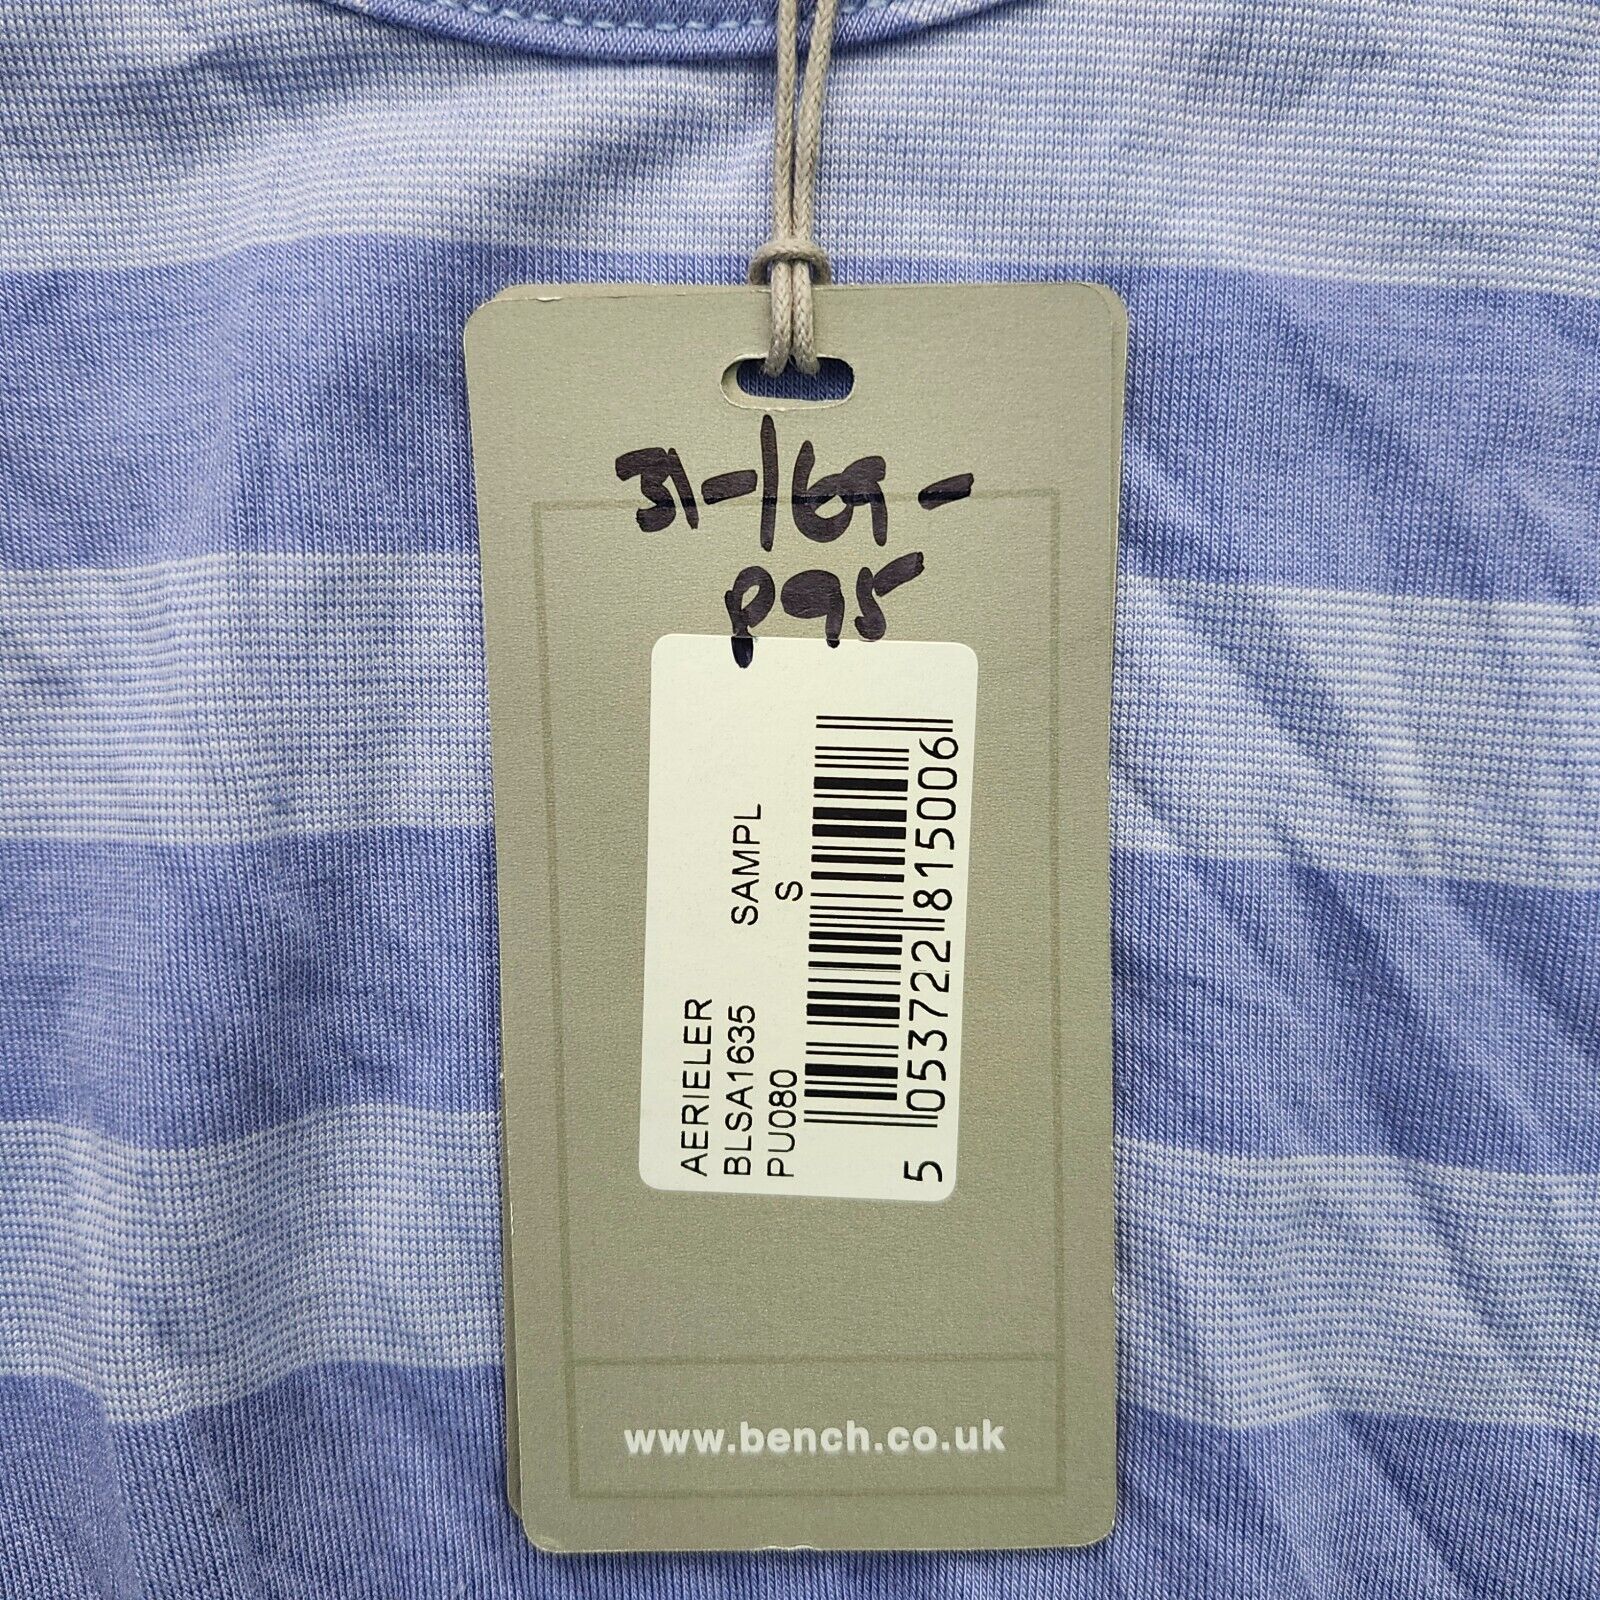 31-169-
P95
AERIELER
BLSA1635 SAMPL
PU080 S
5 053722 815006
www.bench.co.uk